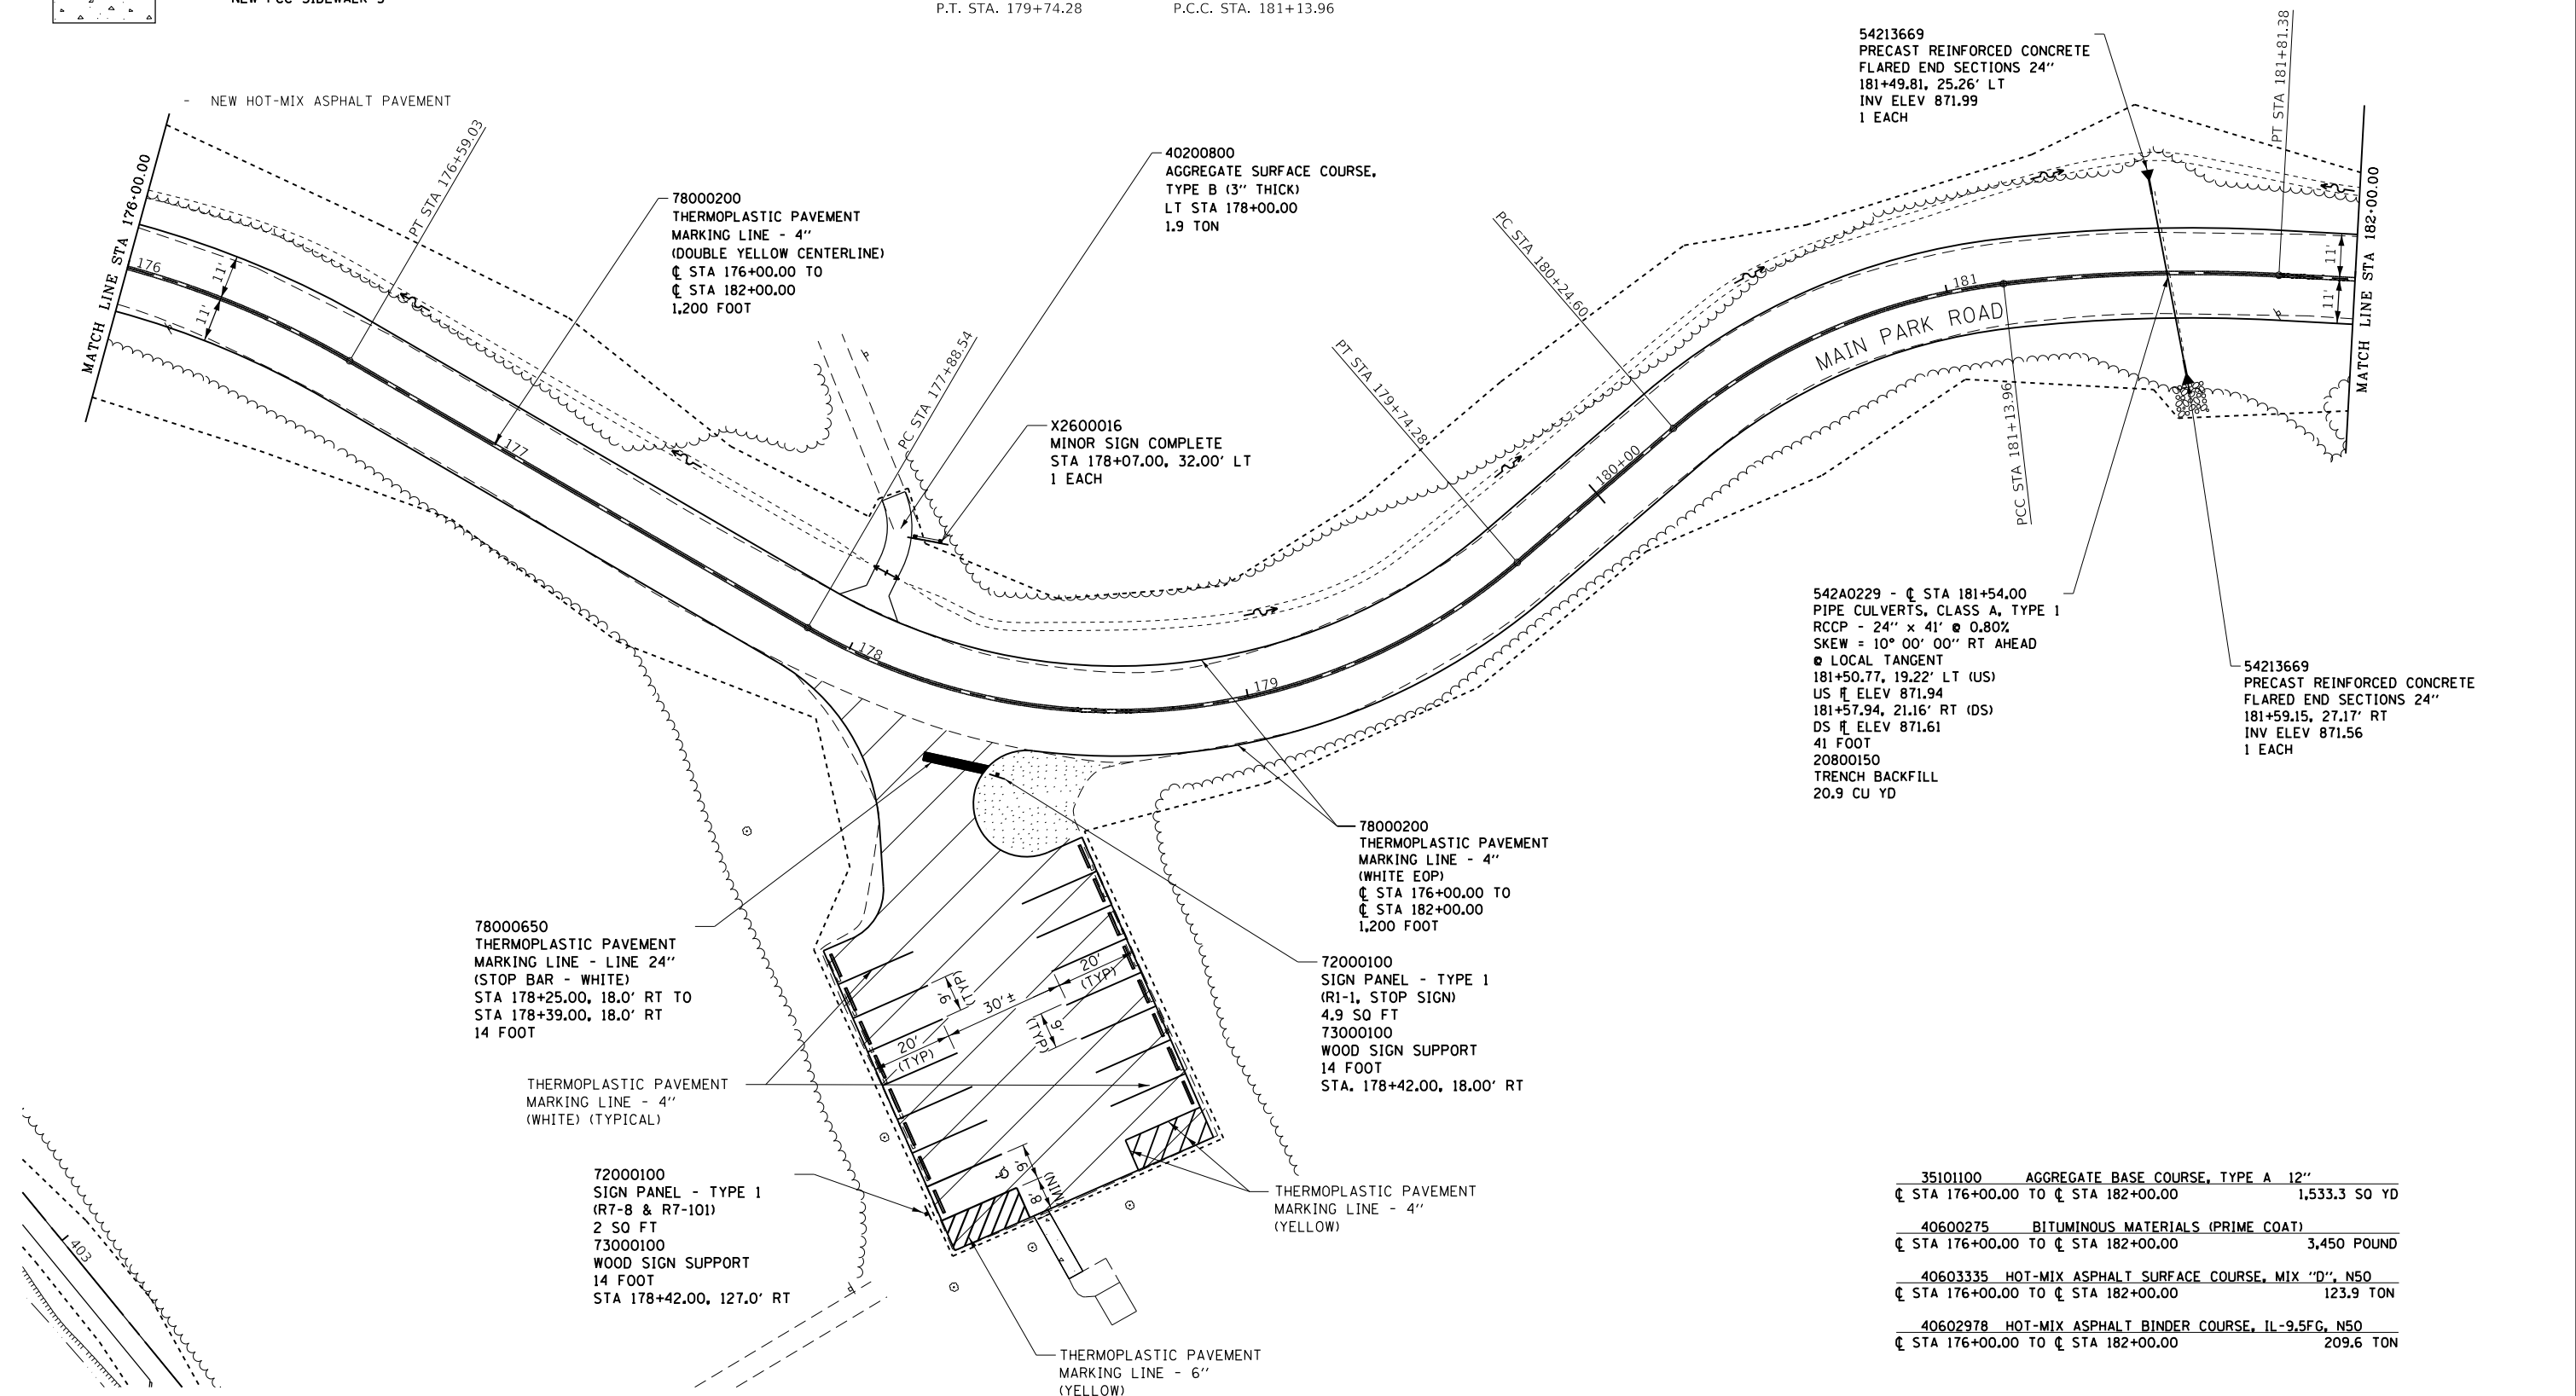 P.T. STA. 179+74.28
P.C.C. STA. 181+13.96
- NEW HOT-MIX ASPHALT PAVEMENT
MATCH LINE STA 176+00.00
176
11'
11'
PT STA 176+59.03
78000200
THERMOPLASTIC PAVEMENT
MARKING LINE - 4"
(DOUBLE YELLOW CENTERLINE)
℄ STA 176+00.00 TO
℄ STA 182+00.00
1,200 FOOT
177
40200800
AGGREGATE SURFACE COURSE,
TYPE B (3" THICK)
LT STA 178+00.00
1.9 TON
PC STA 177+88.54
X2600016
MINOR SIGN COMPLETE
STA 178+07.00, 32.00' LT
1 EACH
178
179
PT STA 179+74.28
180+00
PC STA 180+24.60
MAIN PARK ROAD
181
PCC STA 181+13.96
54213669
PRECAST REINFORCED CONCRETE
FLARED END SECTIONS 24"
181+49.81, 25.26' LT
INV ELEV 871.99
1 EACH
PT STA 181+81.38
11'
11'
MATCH LINE STA 182+00.00
542A0229 - ℄ STA 181+54.00
PIPE CULVERTS, CLASS A, TYPE 1
RCCP - 24" x 41' @ 0.80%
SKEW = 10° 00' 00" RT AHEAD
@ LOCAL TANGENT
181+50.77, 19.22' LT (US)
US FL ELEV 871.94
181+57.94, 21.16' RT (DS)
DS FL ELEV 871.61
41 FOOT
20800150
TRENCH BACKFILL
20.9 CU YD
54213669
PRECAST REINFORCED CONCRETE
FLARED END SECTIONS 24"
181+59.15, 27.17' RT
INV ELEV 871.56
1 EACH
78000200
THERMOPLASTIC PAVEMENT
MARKING LINE - 4"
(WHITE EOP)
℄ STA 176+00.00 TO
℄ STA 182+00.00
1,200 FOOT
78000650
THERMOPLASTIC PAVEMENT
MARKING LINE - LINE 24"
(STOP BAR - WHITE)
STA 178+25.00, 18.0' RT TO
STA 178+39.00, 18.0' RT
14 FOOT
72000100
SIGN PANEL - TYPE 1
(R1-1, STOP SIGN)
4.9 SQ FT
73000100
WOOD SIGN SUPPORT
14 FOOT
STA. 178+42.00, 18.00' RT
9'
(TYP)
20'
(TYP)
30'±
9'
(TYP)
20'
(TYP)
THERMOPLASTIC PAVEMENT
MARKING LINE - 4"
(WHITE) (TYPICAL)
72000100
SIGN PANEL - TYPE 1
(R7-8 & R7-101)
2 SQ FT
73000100
WOOD SIGN SUPPORT
14 FOOT
STA 178+42.00, 127.0' RT
9'
8'
(MIN)
THERMOPLASTIC PAVEMENT
MARKING LINE - 4"
(YELLOW)
THERMOPLASTIC PAVEMENT
MARKING LINE - 6"
(YELLOW)
403
35101100 AGGREGATE BASE COURSE, TYPE A 12"
℄ STA 176+00.00 TO ℄ STA 182+00.00 1,533.3 SQ YD
40600275 BITUMINOUS MATERIALS (PRIME COAT)
℄ STA 176+00.00 TO ℄ STA 182+00.00 3,450 POUND
40603335 HOT-MIX ASPHALT SURFACE COURSE, MIX "D", N50
℄ STA 176+00.00 TO ℄ STA 182+00.00 123.9 TON
40602978 HOT-MIX ASPHALT BINDER COURSE, IL-9.5FG, N50
℄ STA 176+00.00 TO ℄ STA 182+00.00 209.6 TON